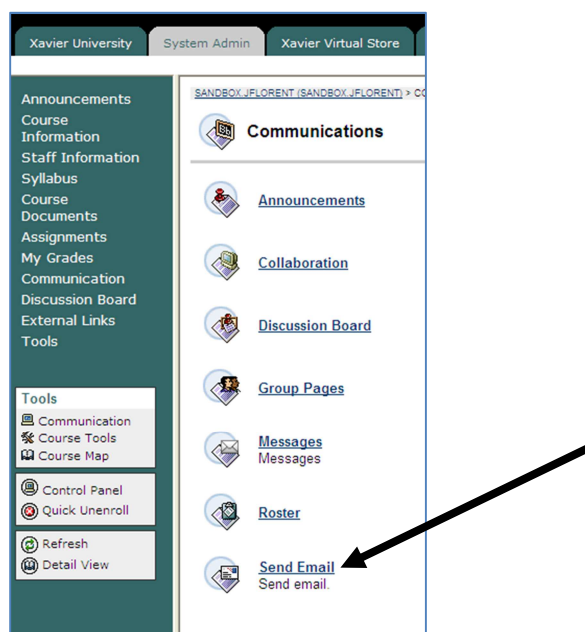 Xavier University
System Admin
Xavier Virtual Store
Announcements
Course
Information
Staff Information
Syllabus
Course
Documents
Assignments
My Grades
Communication
Discussion Board
External Links
Tools
Tools
Communication
Course Tools
Course Map
Control Panel
Quick Unenroll
Refresh
Detail View
SANDBOX.JFLORENT (SANDBOX.JFLORENT) > CO
Communications
Announcements
Collaboration
Discussion Board
Group Pages
Messages
Messages
Roster
Send Email
Send email.